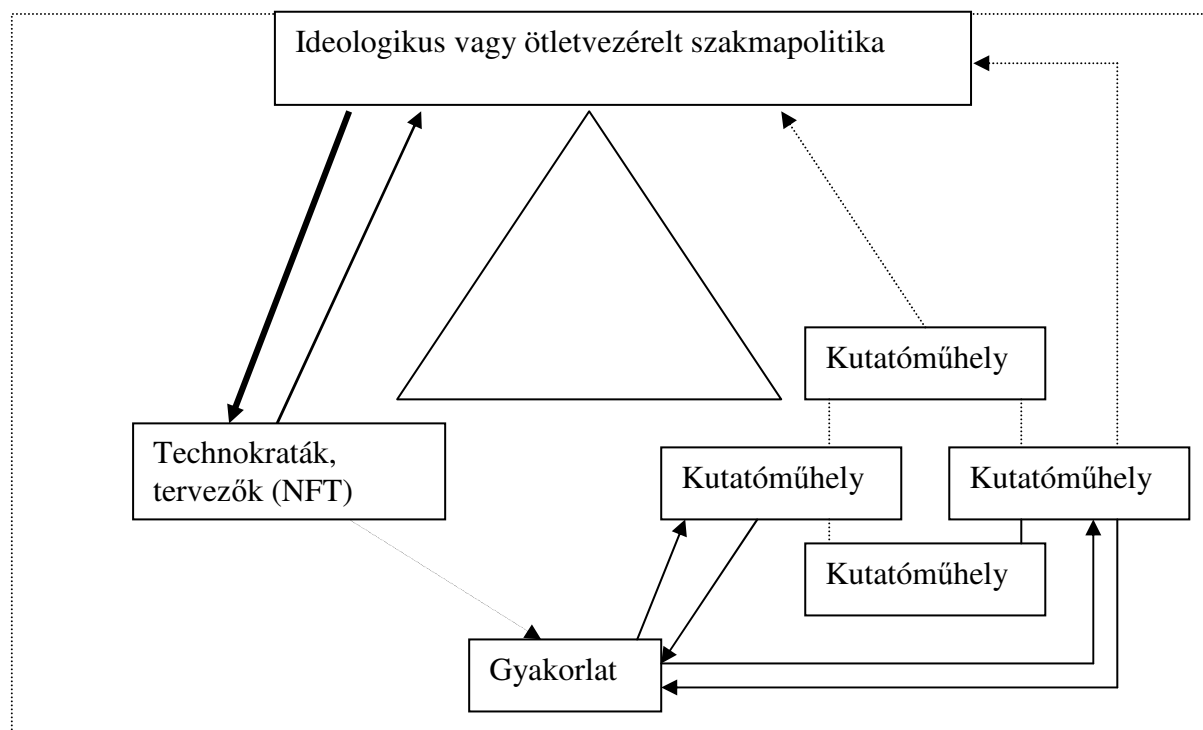 Ideologikus vagy ötletvezérelt szakmapolitika
Kutatóműhely
Technokraták,
tervezők (NFT)
Kutatóműhely
Kutatóműhely
Kutatóműhely
Gyakorlat